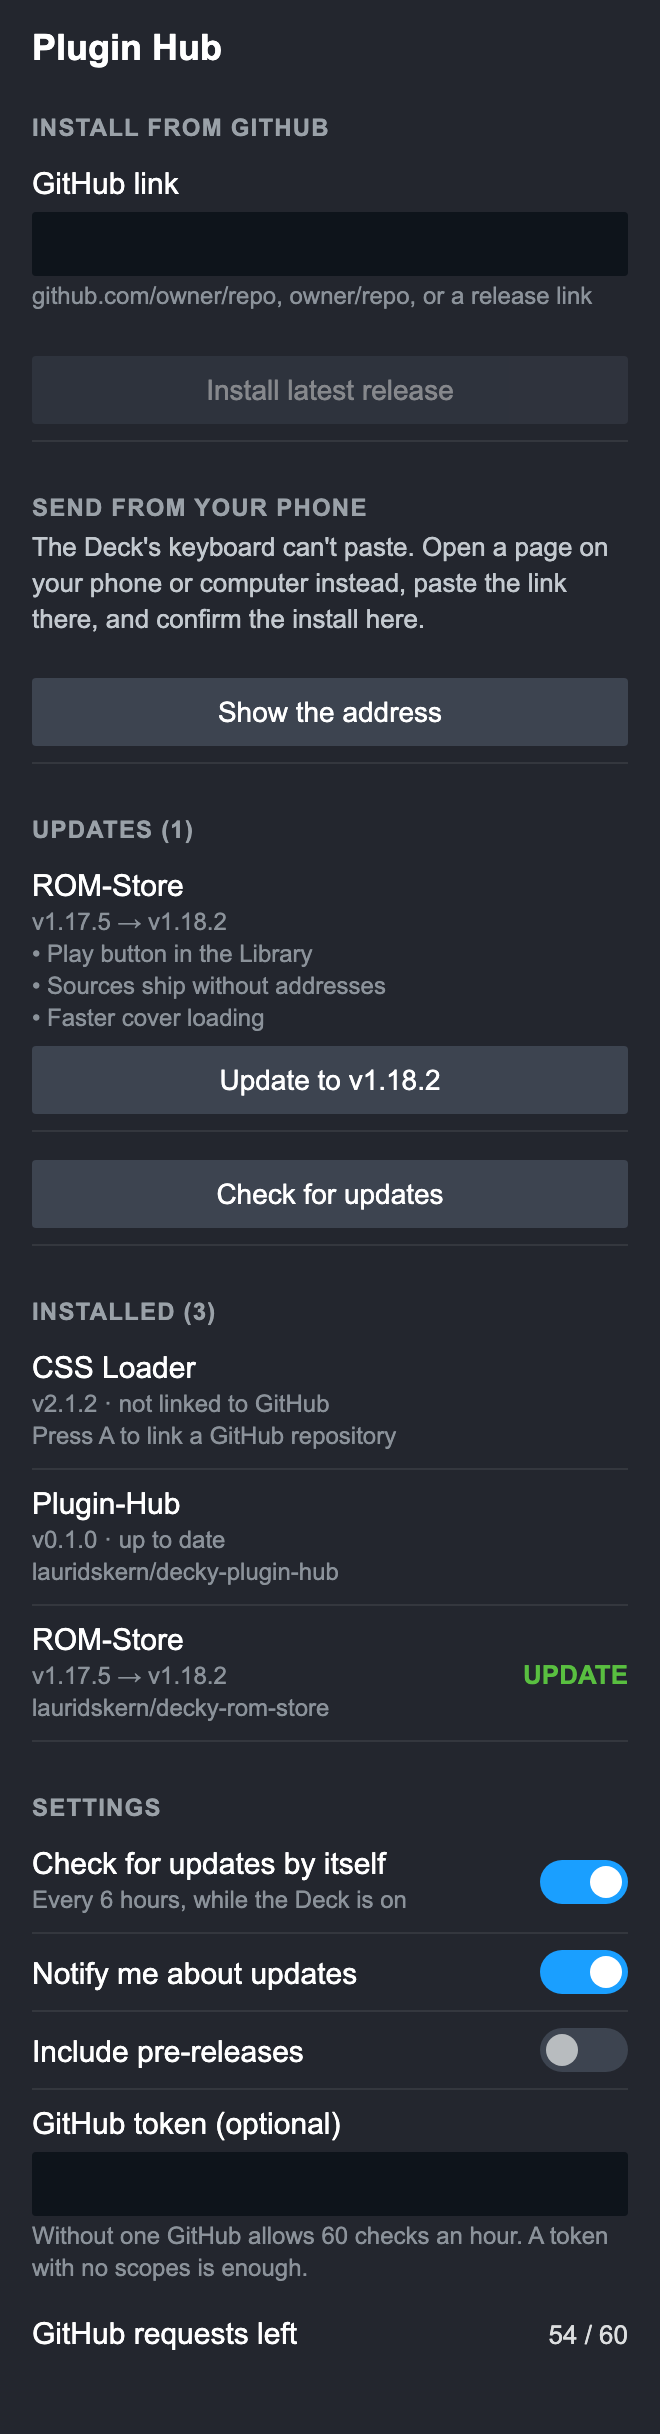 Plugin Hub
INSTALL FROM GITHUB
GitHub link
github.com/owner/repo, owner/repo, or a release link
Install latest release
SEND FROM YOUR PHONE
The Deck's keyboard can't paste. Open a page on
your phone or computer instead, paste the link
there, and confirm the install here.
Show the address
UPDATES (1)
ROM-Store
v1.17.5 → v1.18.2
• Play button in the Library
• Sources ship without addresses
• Faster cover loading
Update to v1.18.2
Check for updates
INSTALLED (3)
CSS Loader
v2.1.2 · not linked to GitHub
Press A to link a GitHub repository
Plugin-Hub
v0.1.0 · up to date
lauridskern/decky-plugin-hub
ROM-Store
v1.17.5 → v1.18.2
UPDATE
lauridskern/decky-rom-store
SETTINGS
Check for updates by itself
Every 6 hours, while the Deck is on
Notify me about updates
Include pre-releases
GitHub token (optional)
Without one GitHub allows 60 checks an hour. A token
with no scopes is enough.
GitHub requests left 54 / 60